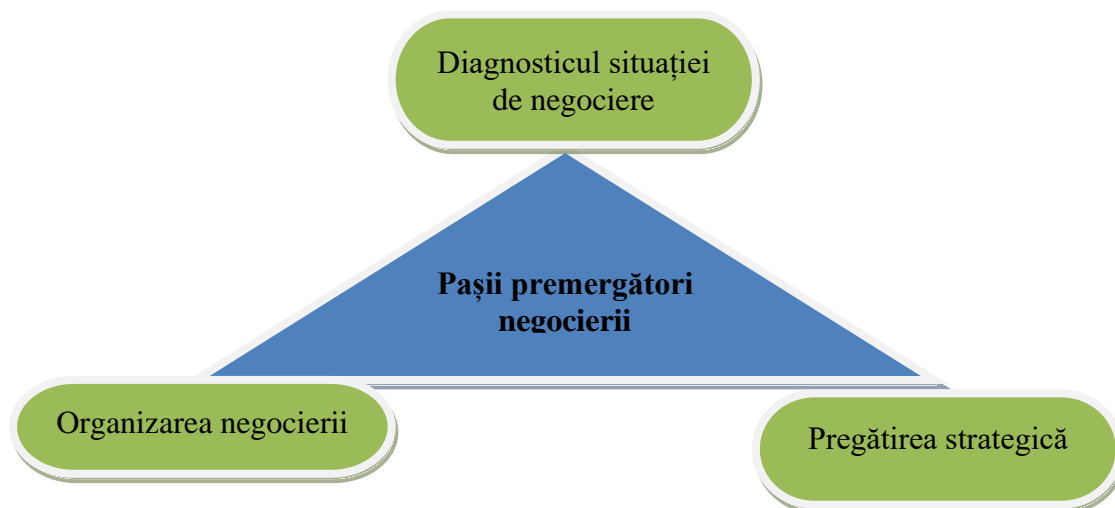 Diagnosticul situației
de negociere
Pașii premergători
negocierii
Organizarea negocierii
Pregătirea strategică